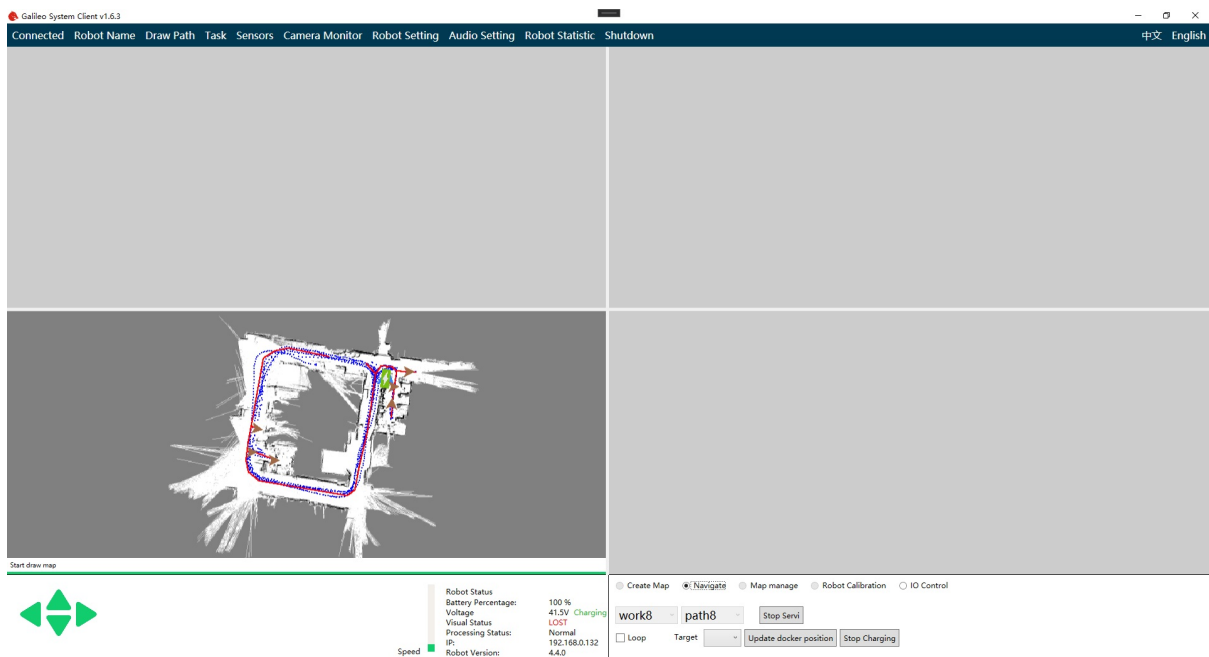 Galileo System Client v1.6.3
Connected Robot Name Draw Path Task Sensors Camera Monitor Robot Setting Audio Setting Robot Statistic Shutdown 中文 English
Start draw map
Robot Status
Battery Percentage: 100 %
Voltage 41.5V Charging
Visual Status LOST
Processing Status: Normal
IP: 192.168.0.132
Speed Robot Version: 4.4.0
Create Map Navigate Map manage Robot Calibration IO Control
work8 path8 Stop Servi
Loop Target Update docker position Stop Charging